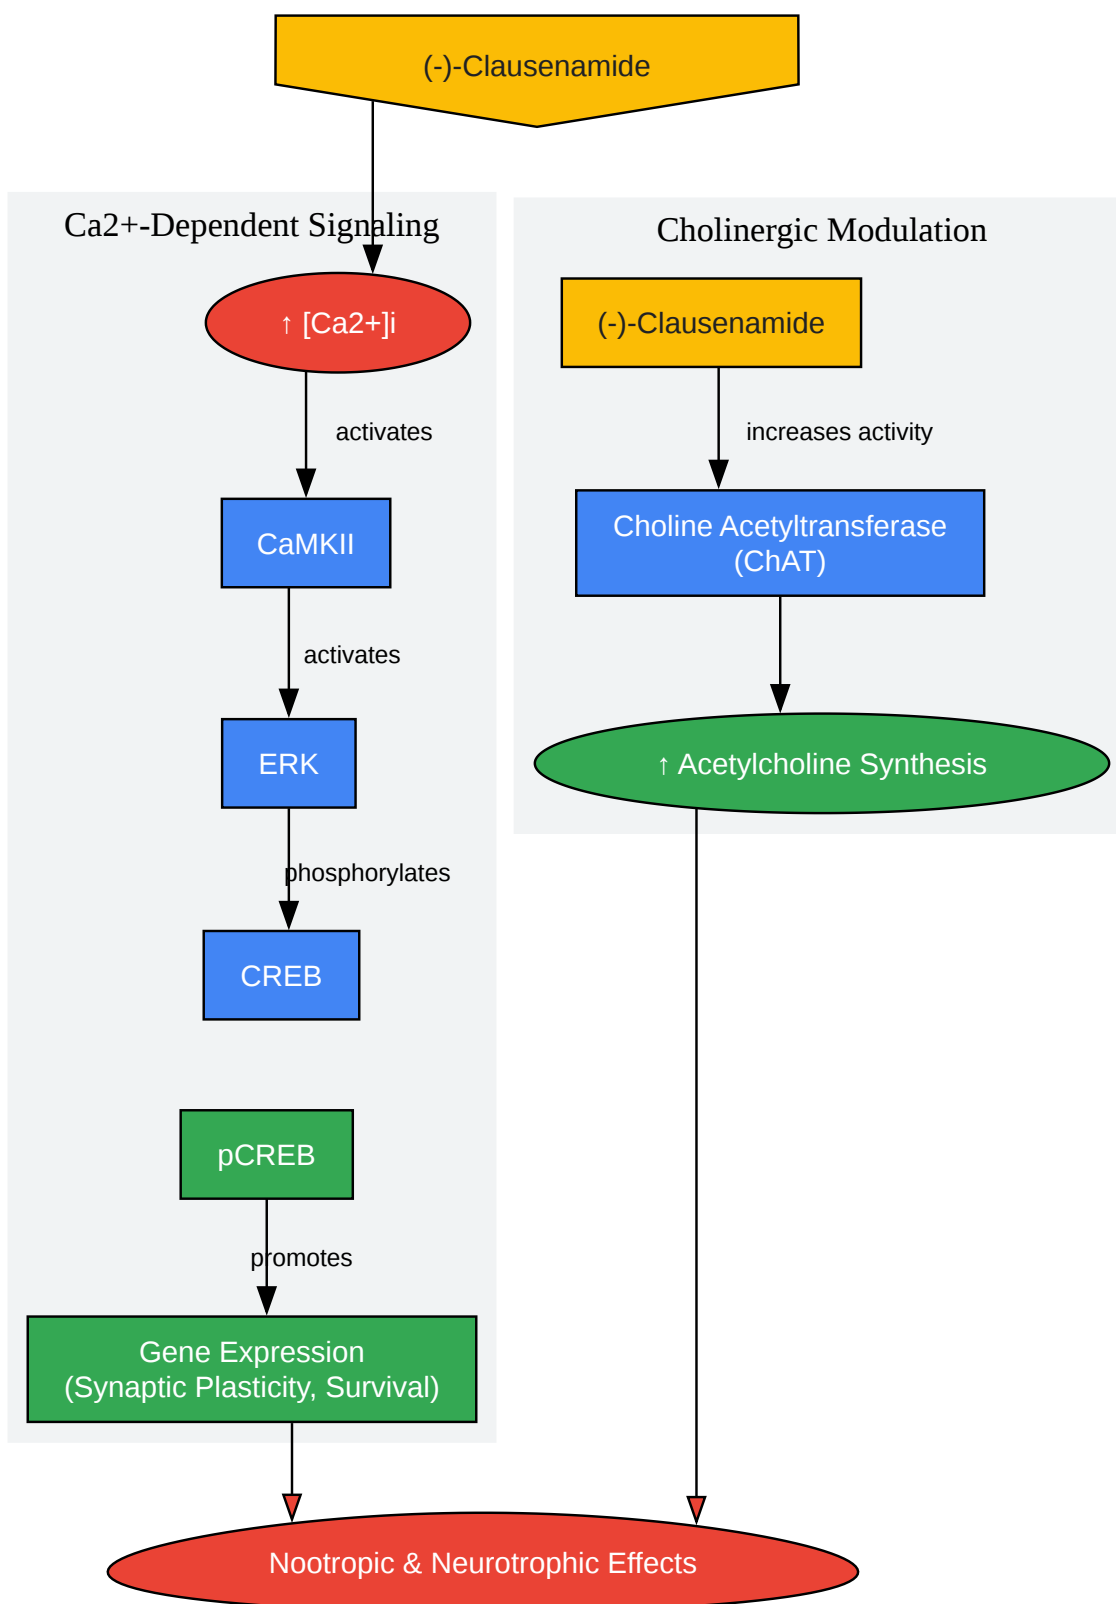 (-)-Clausenamide
Ca2+-Dependent Signaling
↑ [Ca2+]i
activates
CaMKII
activates
ERK
phosphorylates
CREB
pCREB
promotes
Gene Expression
(Synaptic Plasticity, Survival)
Cholinergic Modulation
(-)-Clausenamide
increases activity
Choline Acetyltransferase
(ChAT)
↑ Acetylcholine Synthesis
Nootropic & Neurotrophic Effects